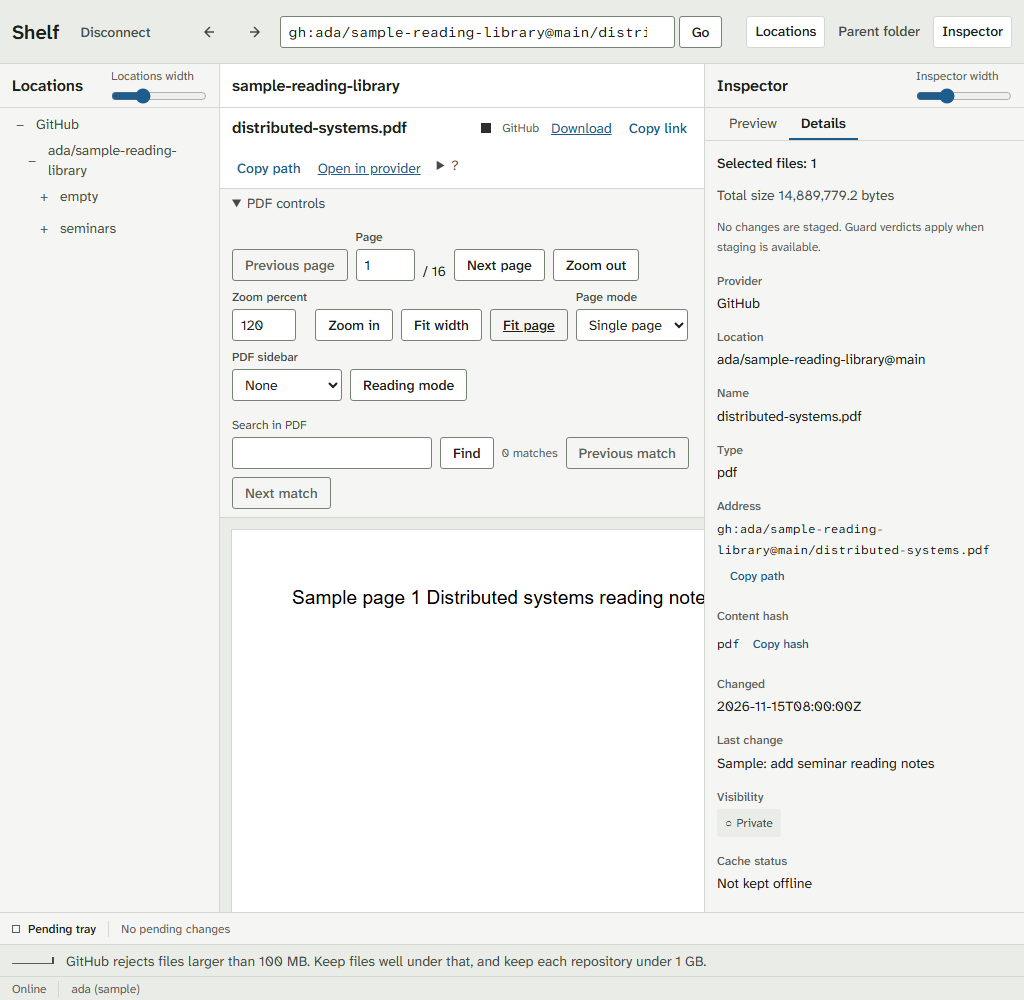 Shelf Disconnect ← → gh:ada/sample-reading-library@main/distri Go Locations Parent folder Inspector
Locations Locations width
− GitHub
− ada/sample-reading-
library
+ empty
+ seminars
sample-reading-library
distributed-systems.pdf GitHub Download Copy link
Copy path Open in provider ▶ ?
▼ PDF controls
Page
Previous page 1 / 16 Next page Zoom out
Zoom percent Page mode
120 Zoom in Fit width Fit page Single page
PDF sidebar
None Reading mode
Search in PDF
Find 0 matches Previous match
Next match
Sample page 1 Distributed systems reading note
Inspector Inspector width
Preview Details
Selected files: 1
Total size 14,889,779.2 bytes
No changes are staged. Guard verdicts apply when
staging is available.
Provider
GitHub
Location
ada/sample-reading-library@main
Name
distributed-systems.pdf
Type
pdf
Address
gh:ada/sample-reading-
library@main/distributed-systems.pdf
Copy path
Content hash
pdf Copy hash
Changed
2026-11-15T08:00:00Z
Last change
Sample: add seminar reading notes
Visibility
○ Private
Cache status
Not kept offline
Pending tray No pending changes
GitHub rejects files larger than 100 MB. Keep files well under that, and keep each repository under 1 GB.
Online ada (sample)